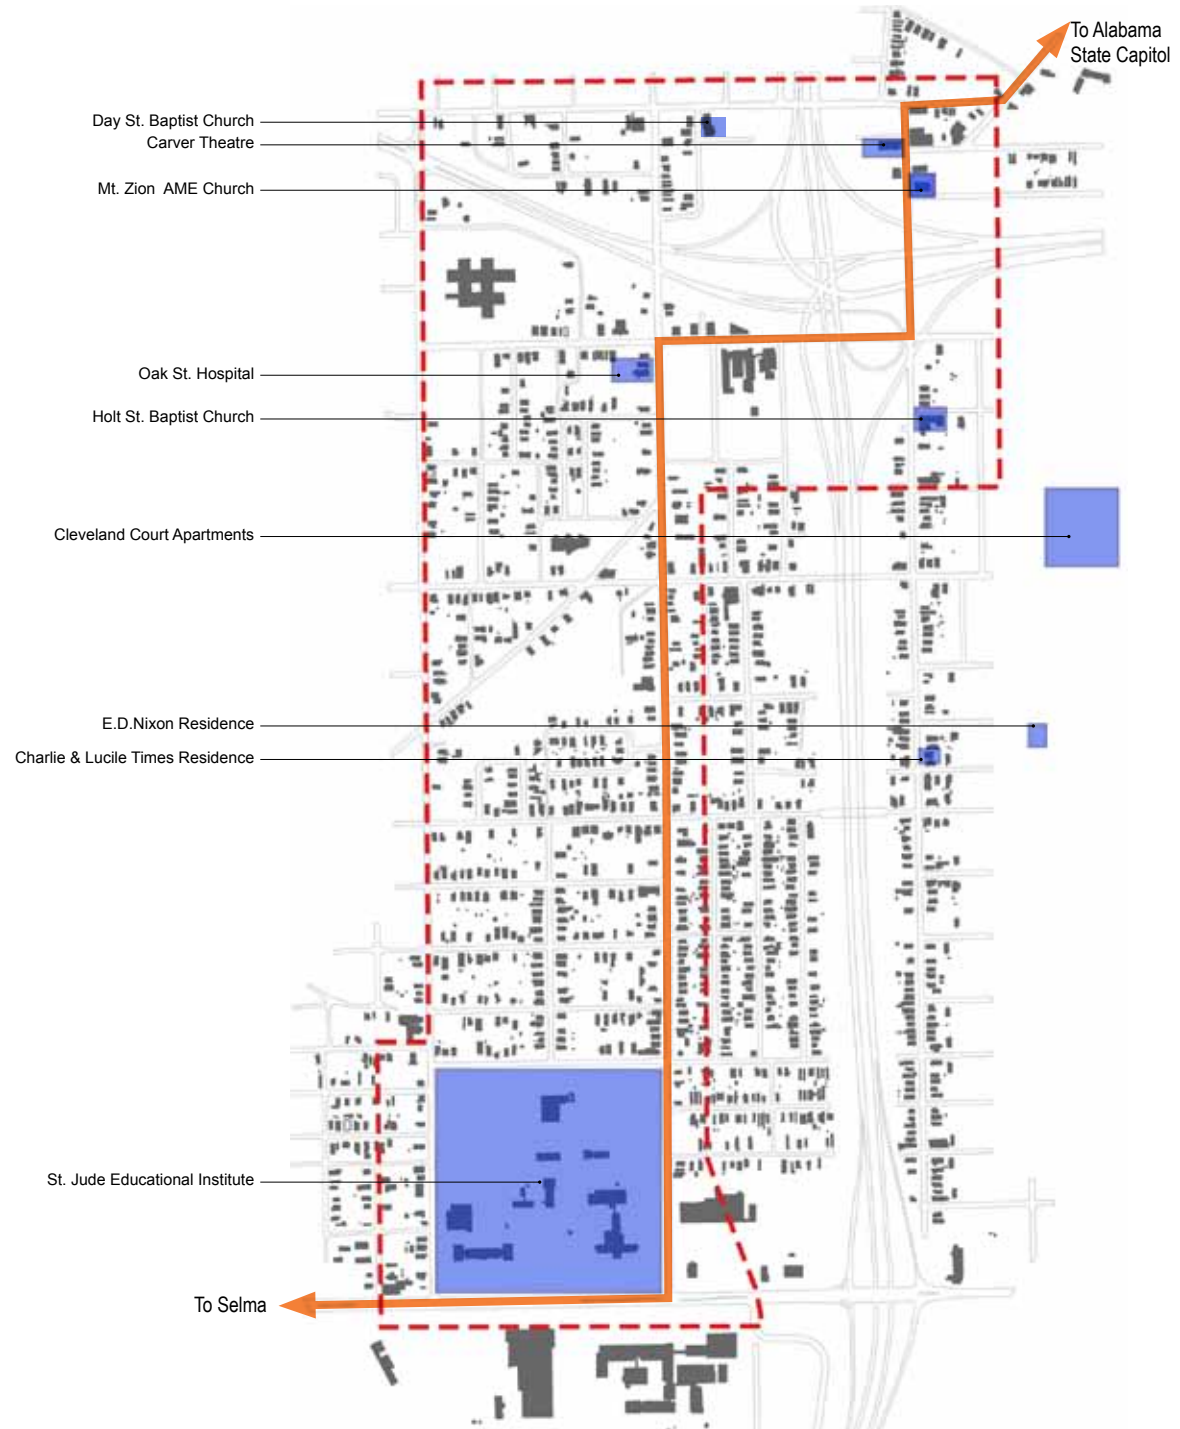 To Alabama
State Capitol
Day St. Baptist Church
Carver Theatre
Mt. Zion AME Church
Oak St. Hospital
Holt St. Baptist Church
Cleveland Court Apartments
E.D.Nixon Residence
Charlie & Lucile Times Residence
St. Jude Educational Institute
To Selma